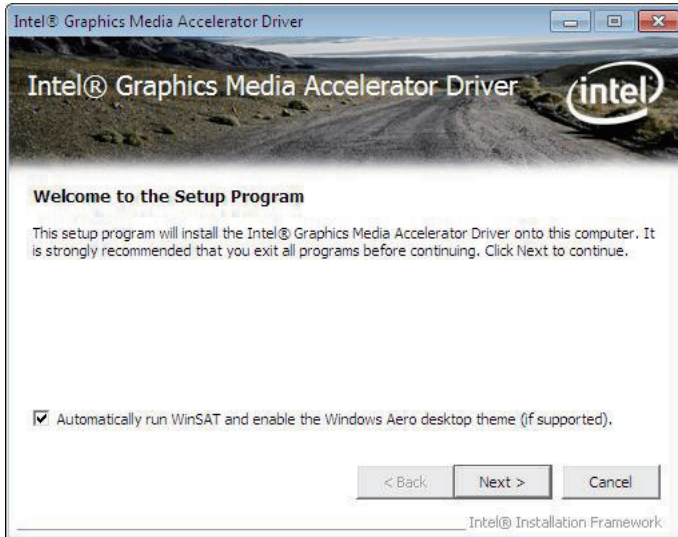 Intel® Graphics Media Accelerator Driver
Intel® Graphics Media Accelerator Driver
intel
Welcome to the Setup Program
This setup program will install the Intel® Graphics Media Accelerator Driver onto this computer. It
is strongly recommended that you exit all programs before continuing. Click Next to continue.
Automatically run WinSAT and enable the Windows Aero desktop theme (if supported).
< Back Next > Cancel
Intel® Installation Framework